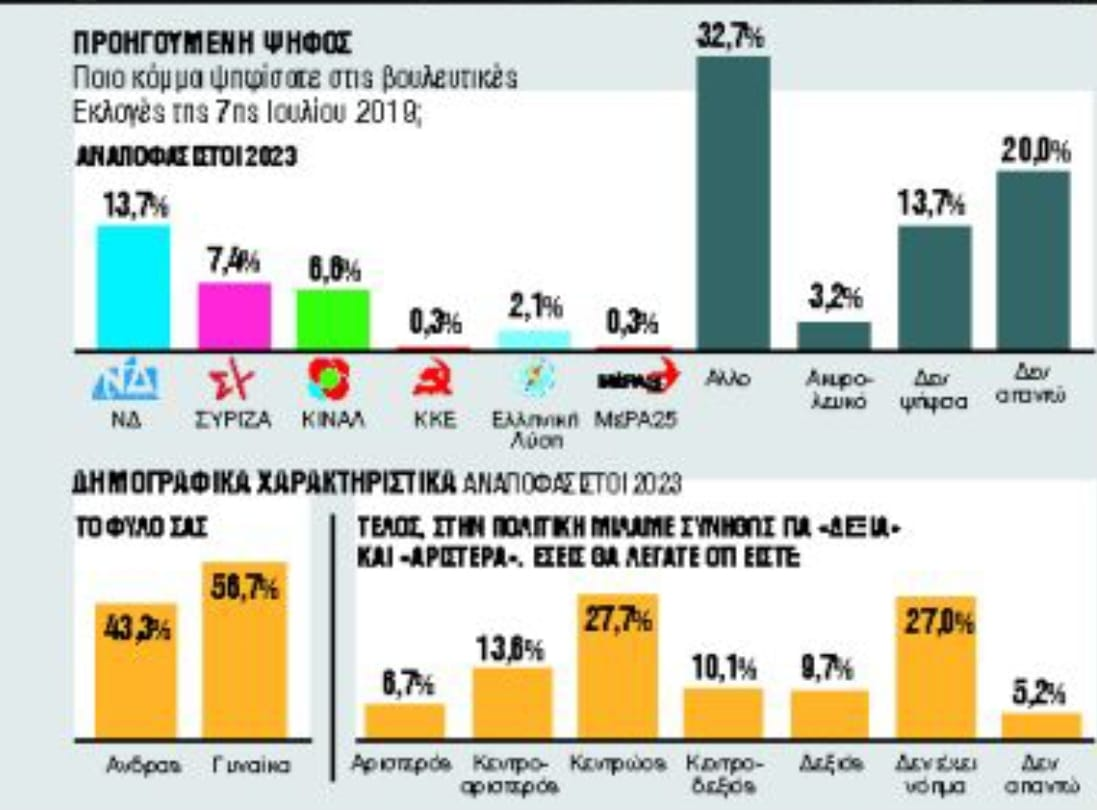 ΠΡΟΗΓΟΥΜΕΝΗ ΨΗΦΟΣ
Ποιο κόμμα ψηφίσατε στις βουλευτικές
Εκλογές της 7ης Ιουλίου 2019;
ΑΝΑΠΟΦΑΣΙΣΤΟΙ 2023
13,7%
7,4%
6,6%
0,3%
2,1%
0,3%
32,7%
3,2%
13,7%
20,0%
ΝΔ
ΣΥ
ΜέΡΑ25
ΝΔ
ΣΥΡΙΖΑ
ΚΙΝΑΛ
ΚΚΕ
Ελληνική
Λύση
ΜέΡΑ25
Άλλο
Άκυρο-
λευκό
Δεν
ψήφισα
Δεν
απαντώ
ΔΗΜΟΓΡΑΦΙΚΑ ΧΑΡΑΚΤΗΡΙΣΤΙΚΑ ΑΝΑΠΟΦΑΣΙΣΤΟΙ 2023
ΤΟ ΦΥΛΟ ΣΑΣ
43,3%
56,7%
Άνδρας
Γυναίκα
ΤΕΛΟΣ, ΣΤΗΝ ΠΟΛΙΤΙΚΗ ΜΙΛΑΜΕ ΣΥΝΗΘΩΣ ΓΙΑ «ΔΕΞΙΑ»
ΚΑΙ «ΑΡΙΣΤΕΡΑ». ΕΣΕΙΣ ΘΑ ΛΕΓΑΤΕ ΟΤΙ ΕΙΣΤΕ
6,7%
13,6%
27,7%
10,1%
9,7%
27,0%
5,2%
Αριστερός
Κεντρο-
αριστερός
Κεντρώος
Κεντρο-
δεξιός
Δεξιός
Δεν έχει
νόημα
Δεν
απαντώ